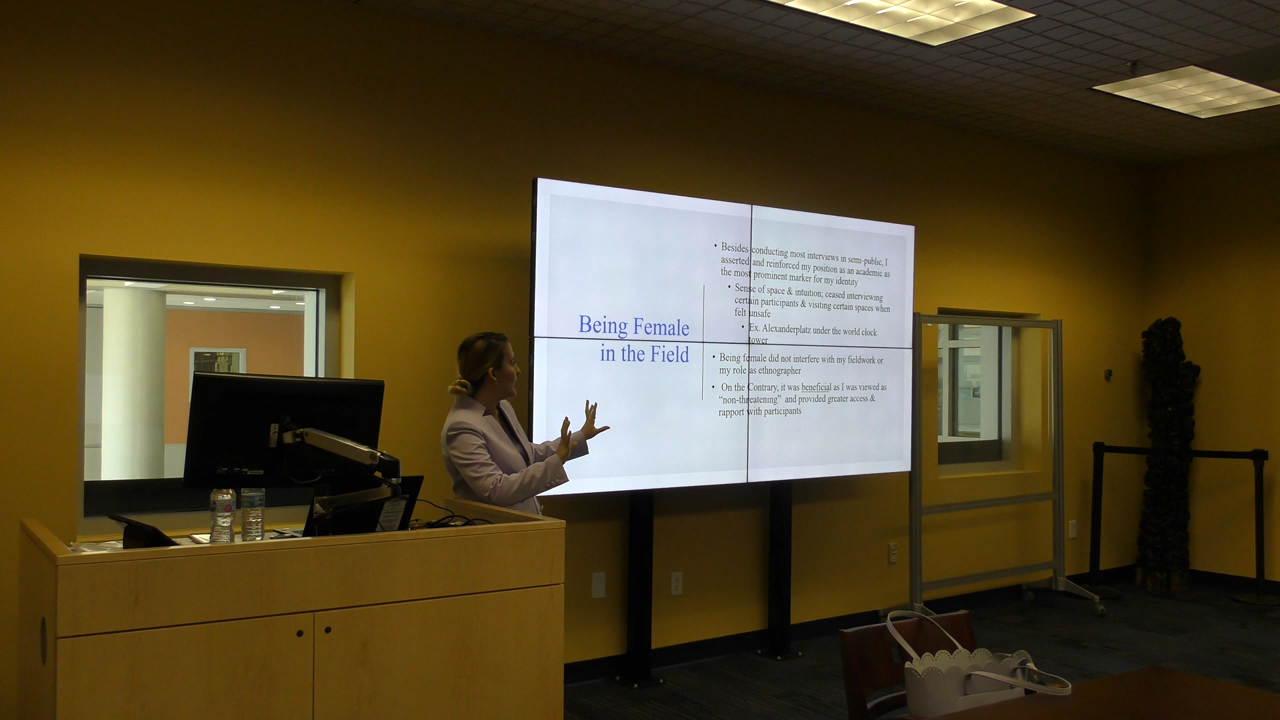 Being Female
in the Field
• Besides conducting most interviews in semi-public, I
asserted and reinforced my position as an academic as
the most prominent marker for my identity
• Sense of space & intuition; ceased interviewing
certain participants & visiting certain spaces when
felt unsafe
• Ex. Alexanderplatz under the world clock
tower
• Being female did not interfere with my fieldwork or
my role as ethnographer
• On the Contrary, it was beneficial as I was viewed as
“non-threatening” and provided greater access &
rapport with participants